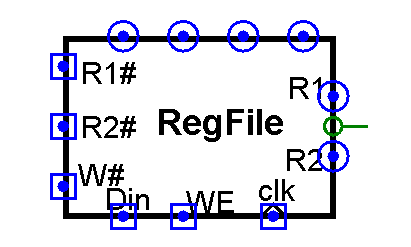 R1#
R1
R2#
RegFile
R2
W#
Din
WE
clk